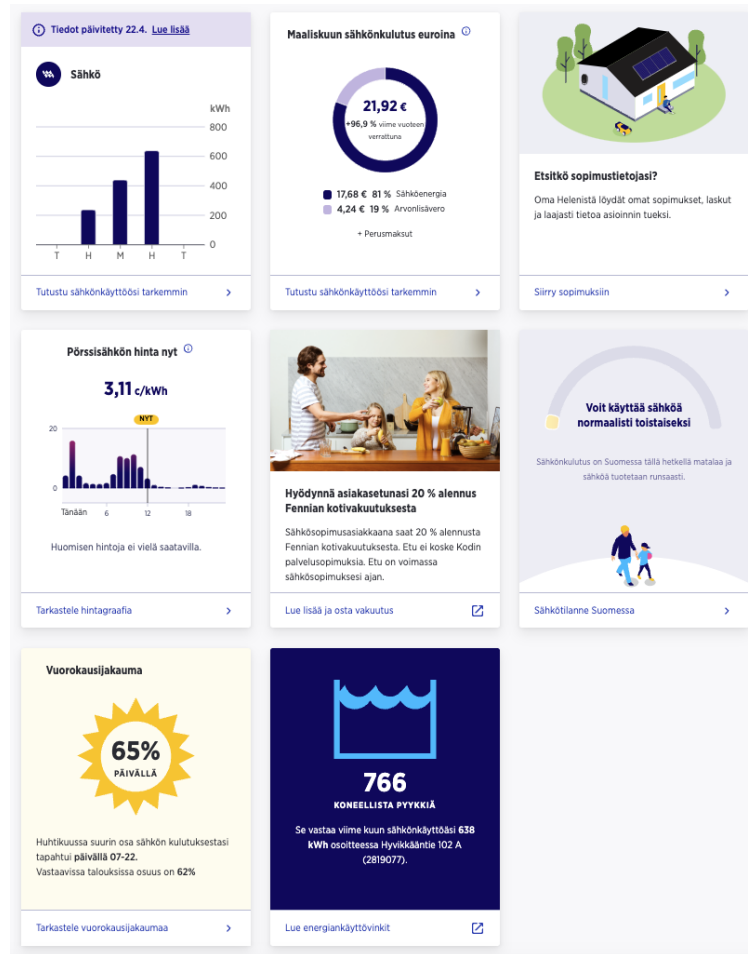 Tiedot päivitetty 22.4. Lue lisää
Sähkö
kWh
800
600
400
200
0
T H M H T
Tutustu sähkönkäyttöösi tarkemmin
Maaliskuun sähkönkulutus euroina
21,92 €
+96,9 % viime vuoteen
verrattuna
17,68 € 81 % Sähköenergia
4,24 € 19 % Arvonlisävero
+ Perusmaksut
Tutustu sähkönkäyttöösi tarkemmin
Etsitkö sopimustietojasi?
Oma Helenistä löydät omat sopimukset, laskut
ja laajasti tietoa asioinnin tueksi.
Siirry sopimuksiin
Pörssisähkön hinta nyt
3,11 c/kWh
NYT
20
0
Tänään 6 12 18
Huomisen hintoja ei vielä saatavilla.
Tarkastele hintagraafia
Hyödynnä asiakasetunasi 20 % alennus
Fennian kotivakuutuksesta
Sähkösopimusasiakkaana saat 20 % alennusta
Fennian kotivakuutuksesta. Etu ei koske Kodin
palvelusopimuksia. Etu on voimassa
sähkösopimuksesi ajan.
Lue lisää ja osta vakuutus
Voit käyttää sähköä
normaalisti toistaiseksi
Sähkönkulutus on Suomessa tällä hetkellä matalaa ja
sähköä tuotetaan runsaasti.
Sähkötilanne Suomessa
Vuorokausijakauma
65%
PÄIVÄLLÄ
Huhtikuussa suurin osa sähkön kulutuksestasi
tapahtui päivällä 07-22.
Vastaavissa talouksissa osuus on 62%
Tarkastele vuorokausijakaumaa
766
KONEELLISTA PYYKKIÄ
Se vastaa viime kuun sähkönkäyttöäsi 638
kWh osoitteessa Hyvikkääntie 102 A
(2819077).
Lue energiankäyttövinkit